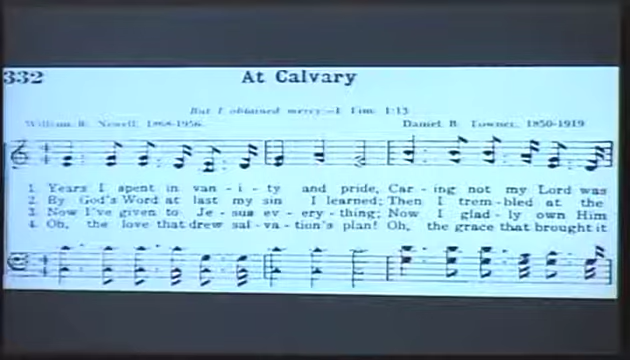 332
At Calvary
But I obtained mercy.—I Tim. 1:13
William R. Newell, 1868-1956
Daniel B. Towner, 1850-1919
1 Years I spent in van - i - ty and pride, Car - ing not my Lord was
2. By God's Word at last my sin I learned; Then I trem - bled at the
3. Now I've given to Je - sus ev - ery - thing; Now I glad - ly own Him
4. Oh, the love that drew sal - va - tion's plan! Oh, the grace that brought it